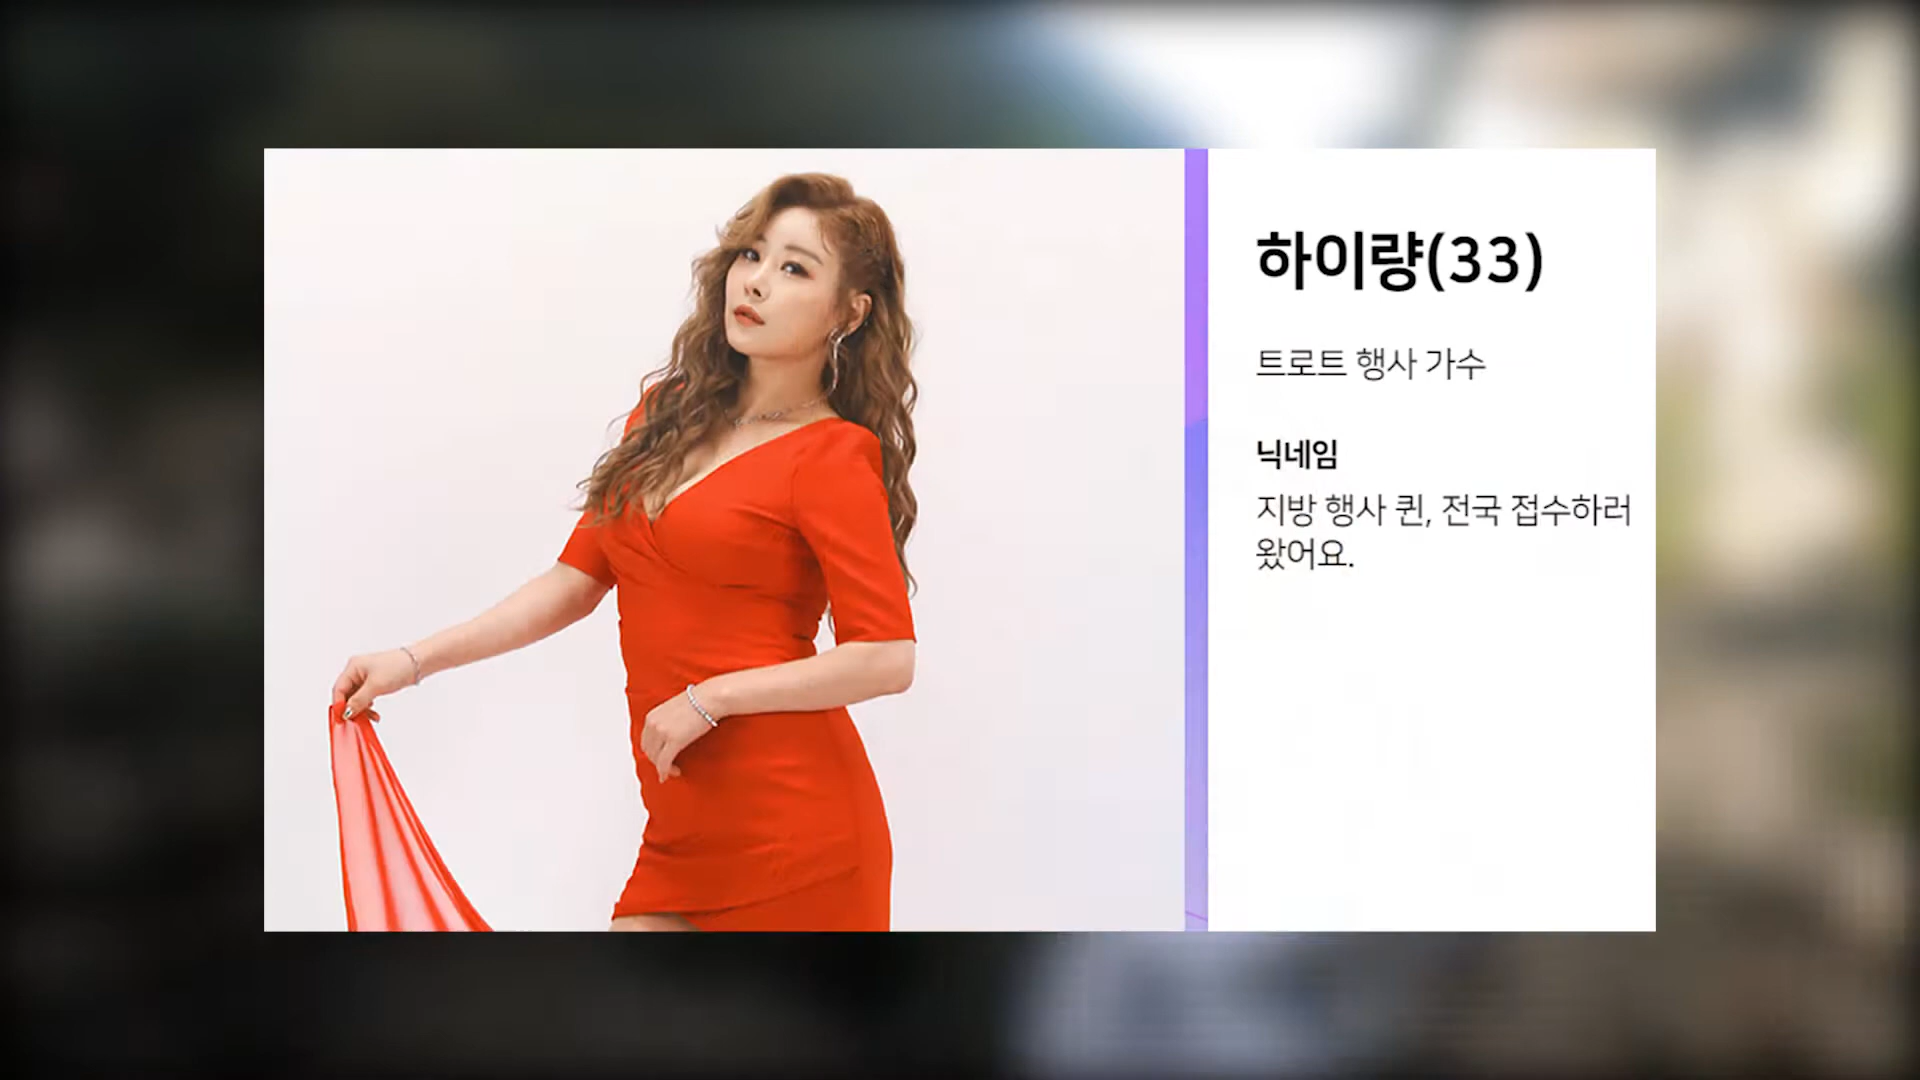 하이량(33)
트로트 행사 가수
닉네임
지방 행사 퀸, 전국 접수하러
왔어요.